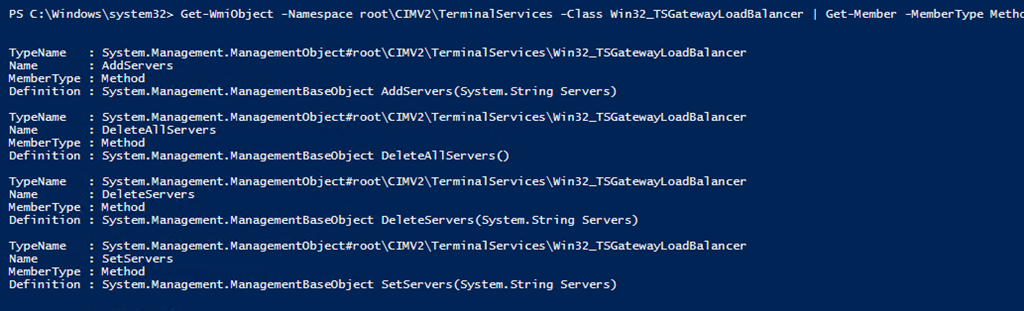 PS C:\Windows\system32> Get-WmiObject -Namespace root\CIMV2\TerminalServices -Class Win32_TSGatewayLoadBalancer | Get-Member -MemberType
TypeName : System.Management.ManagementObject#root\CIMV2\TerminalServices\Win32_TSGatewayLoadBalancer
Name : AddServers
MemberType : Method
Definition : System.Management.ManagementBaseObject AddServers(System.String Servers)
TypeName : System.Management.ManagementObject#root\CIMV2\TerminalServices\Win32_TSGatewayLoadBalancer
Name : DeleteAllServers
MemberType : Method
Definition : System.Management.ManagementBaseObject DeleteAllServers()
TypeName : System.Management.ManagementObject#root\CIMV2\TerminalServices\Win32_TSGatewayLoadBalancer
Name : DeleteServers
MemberType : Method
Definition : System.Management.ManagementBaseObject DeleteServers(System.String Servers)
TypeName : System.Management.ManagementObject#root\CIMV2\TerminalServices\Win32_TSGatewayLoadBalancer
Name : SetServers
MemberType : Method
Definition : System.Management.ManagementBaseObject SetServers(System.String Servers)